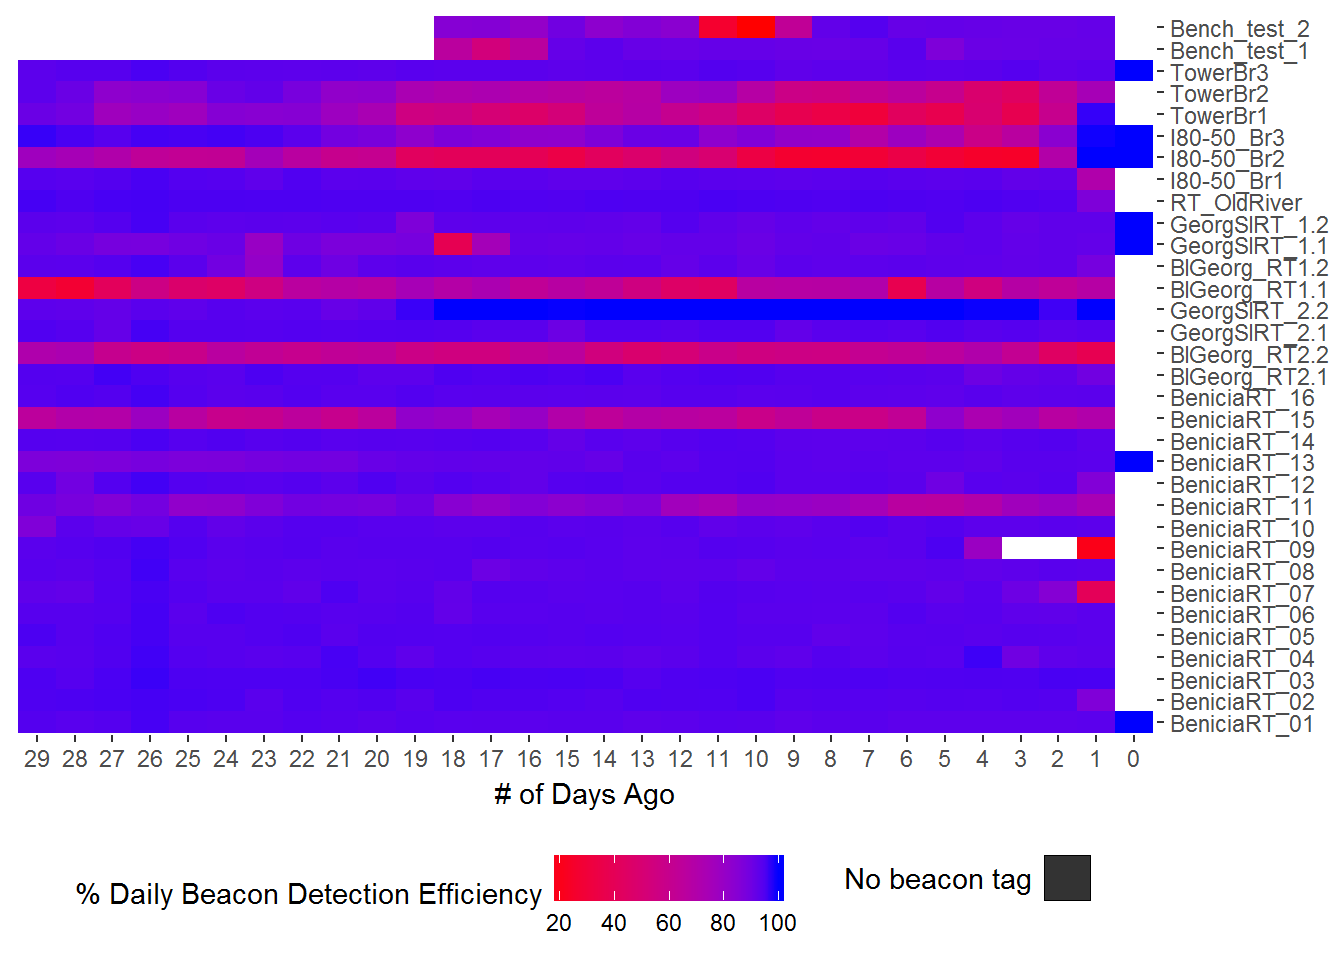 Bench_test_2
Bench_test_1
TowerBr3
TowerBr2
TowerBr1
I80-50_Br3
I80-50_Br2
I80-50_Br1
RT_OldRiver
GeorgSlRT_1.2
GeorgSlRT_1.1
BlGeorg_RT1.2
BlGeorg_RT1.1
GeorgSlRT_2.2
GeorgSlRT_2.1
BlGeorg_RT2.2
BlGeorg_RT2.1
BeniciaRT_16
BeniciaRT_15
BeniciaRT_14
BeniciaRT_13
BeniciaRT_12
BeniciaRT_11
BeniciaRT_10
BeniciaRT_09
BeniciaRT_08
BeniciaRT_07
BeniciaRT_06
BeniciaRT_05
BeniciaRT_04
BeniciaRT_03
BeniciaRT_02
BeniciaRT_01
29 28 27 26 25 24 23 22 21 20 19 18 17 16 15 14 13 12 11 10 9 8 7 6 5 4 3 2 1 0
# of Days Ago
% Daily Beacon Detection Efficiency
20 40 60 80 100
No beacon tag